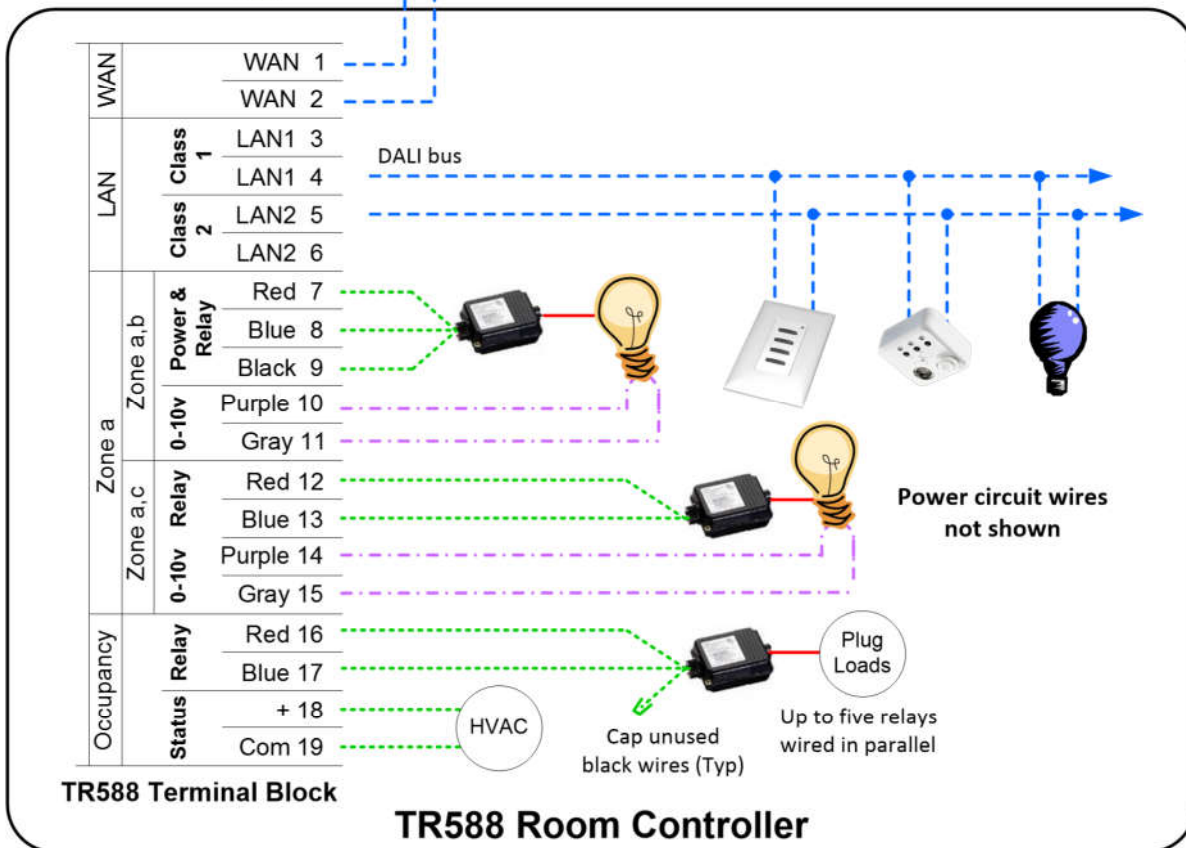 WAN
WAN 1
WAN 2
LAN
Class
1
LAN1 3
LAN1 4
Class
2
LAN2 5
LAN2 6
DALI bus
Zone a
Zone a,b
Power &
Relay
Red 7
Blue 8
Black 9
0-10v
Purple 10
Gray 11
Zone a,c
Relay
Red 12
Blue 13
0-10v
Purple 14
Gray 15
Power circuit wires
not shown
Occupancy
Relay
Red 16
Blue 17
Status
+ 18
Com 19
HVAC
Cap unused
black wires (Typ)
Plug
Loads
Up to five relays
wired in parallel
TR588 Terminal Block
TR588 Room Controller